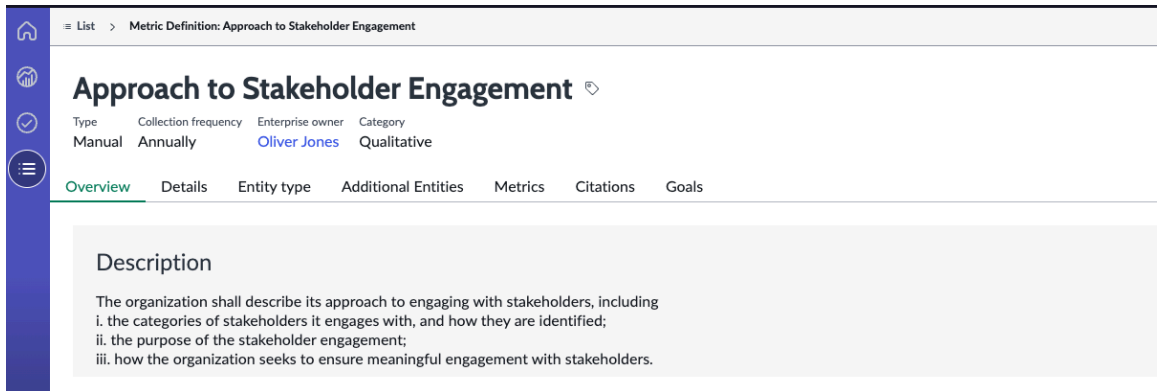 List > Metric Definition: Approach to Stakeholder Engagement
Approach to Stakeholder Engagement
Type Collection frequency Enterprise owner Category
Manual Annually Oliver Jones Qualitative
Overview Details Entity type Additional Entities Metrics Citations Goals
Description
The organization shall describe its approach to engaging with stakeholders, including
i. the categories of stakeholders it engages with, and how they are identified;
ii. the purpose of the stakeholder engagement;
iii. how the organization seeks to ensure meaningful engagement with stakeholders.